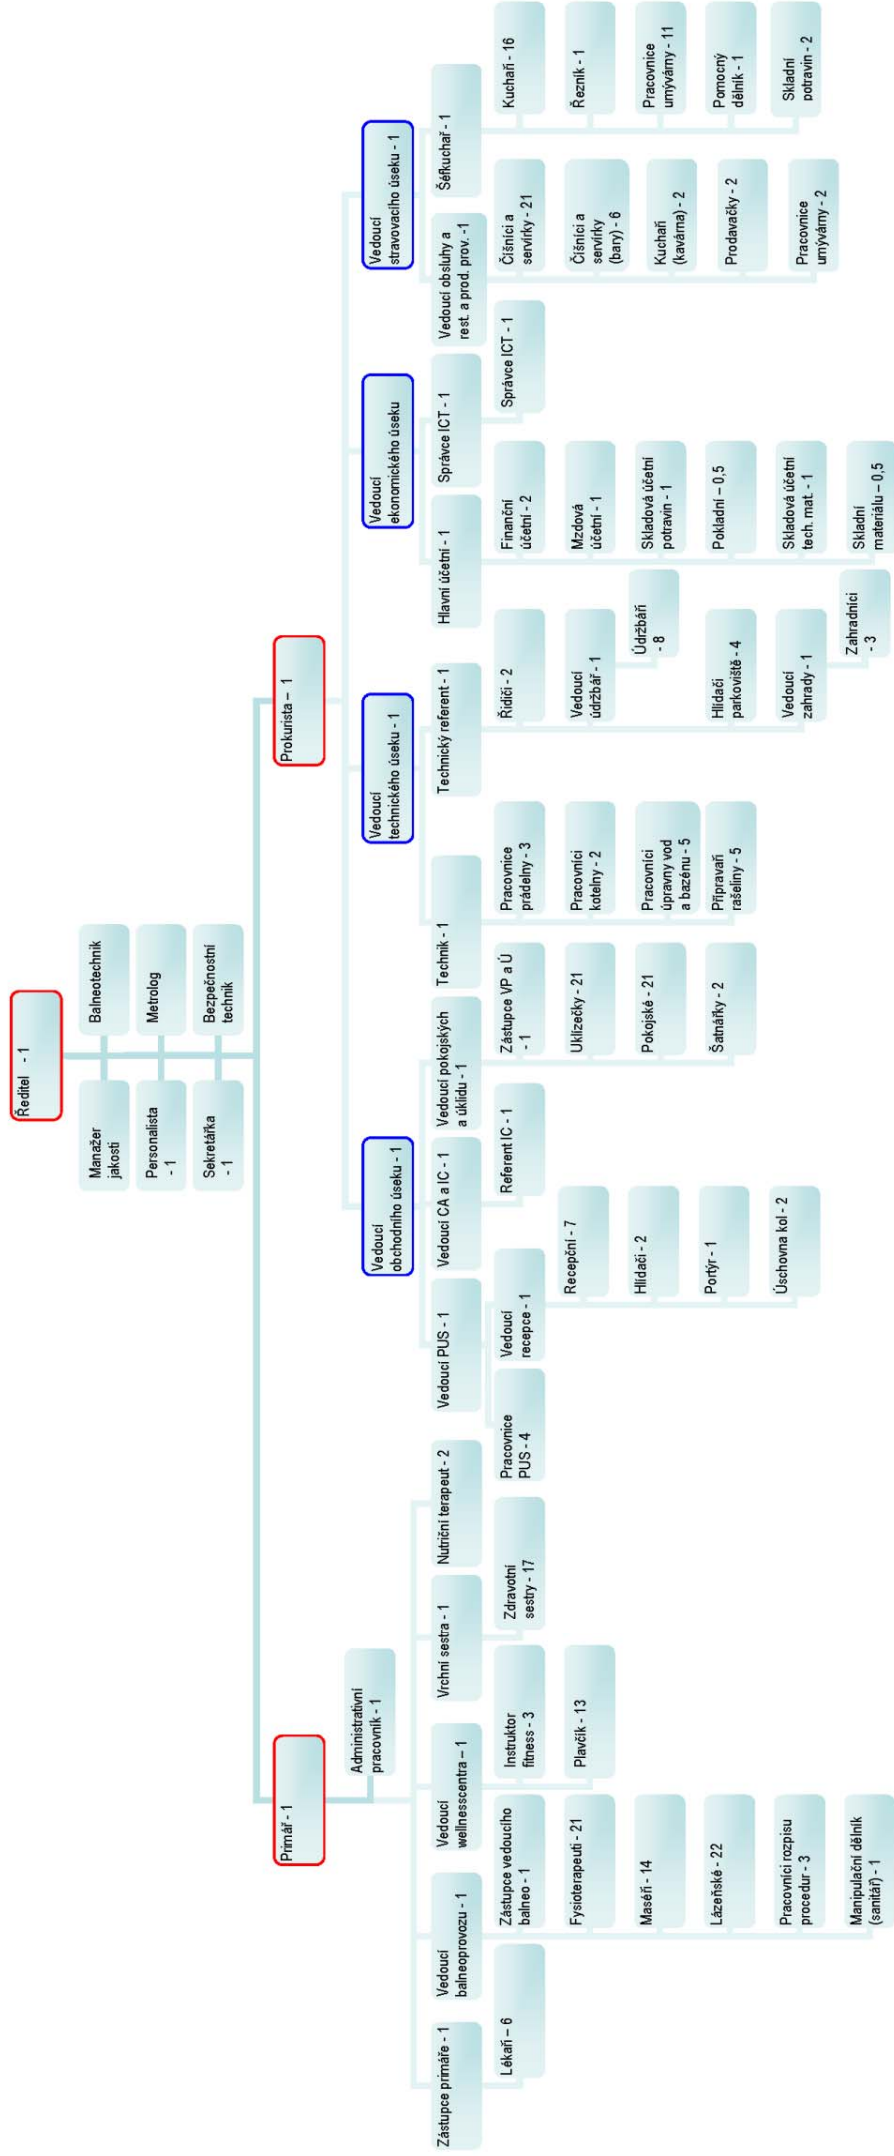 Ředitel - 1
Manažer
jakosti
Balneotechnik
Personalista
- 1
Metrolog
Sekretářka
- 1
Bezpečnostní
technik
Primář - 1
Administrativní
pracovník - 1
Zástupce primáře - 1
Lékaři – 6
Vedoucí
balneoprovozu - 1
Zástupce vedoucího
balneo - 1
Fysioterapeuti - 21
Maséři - 14
Lázeňské - 22
Pracovníci rozpisu
procedur - 3
Manipulační dělník
(sanitář) - 1
Vedoucí
wellnesscentra – 1
Instruktor
fitness - 3
Plavčík - 13
Vrchní sestra - 1
Zdravotní
sestry - 17
Nutriční terapeut - 2
Prokurista – 1
Vedoucí
obchodního úseku - 1
Vedoucí PUS - 1
Pracovnice
PUS - 4
Vedoucí
recepce - 1
Recepční - 7
Hlídači - 2
Portýr - 1
Úschovna kol - 2
Vedoucí CA a IC - 1
Referent IC - 1
Vedoucí pokojských
a úklidu - 1
Zástupce VP a Ú
- 1
Uklízečky - 21
Pokojské - 21
Šatnářky - 2
Vedoucí
technického úseku - 1
Technik - 1
Pracovnice
prádelny - 3
Pracovníci
kotelny - 2
Pracovníci
úpravny vod
a bazénu - 5
Přípravaři
rašeliny - 5
Technický referent - 1
Řidiči - 2
Vedoucí
údržbář - 1
Údržbáři
- 8
Hlídači
parkoviště - 4
Vedoucí
zahrady - 1
Zahradníci
- 3
Vedoucí
ekonomického úseku
Hlavní účetní - 1
Finanční
účetní - 2
Mzdová
účetní - 1
Skladová účetní
potravin - 1
Pokladní – 0,5
Skladová účetní
tech. mat. - 1
Skladní
materiálu – 0,5
Správce ICT - 1
Správce ICT - 1
Vedoucí
stravovacího úseku - 1
Vedoucí obsluhy a
rest. a prod. prov. -1
Číšníci a
servírky - 21
Číšníci a
servírky
(bary) - 6
Kuchaři
(kavárna) - 2
Prodavačky - 2
Pracovnice
umývárny - 2
Šéfkuchař - 1
Kuchaři - 16
Řezník - 1
Pracovnice
umývárny - 11
Pomocný
dělník - 1
Skladní
potravin - 2